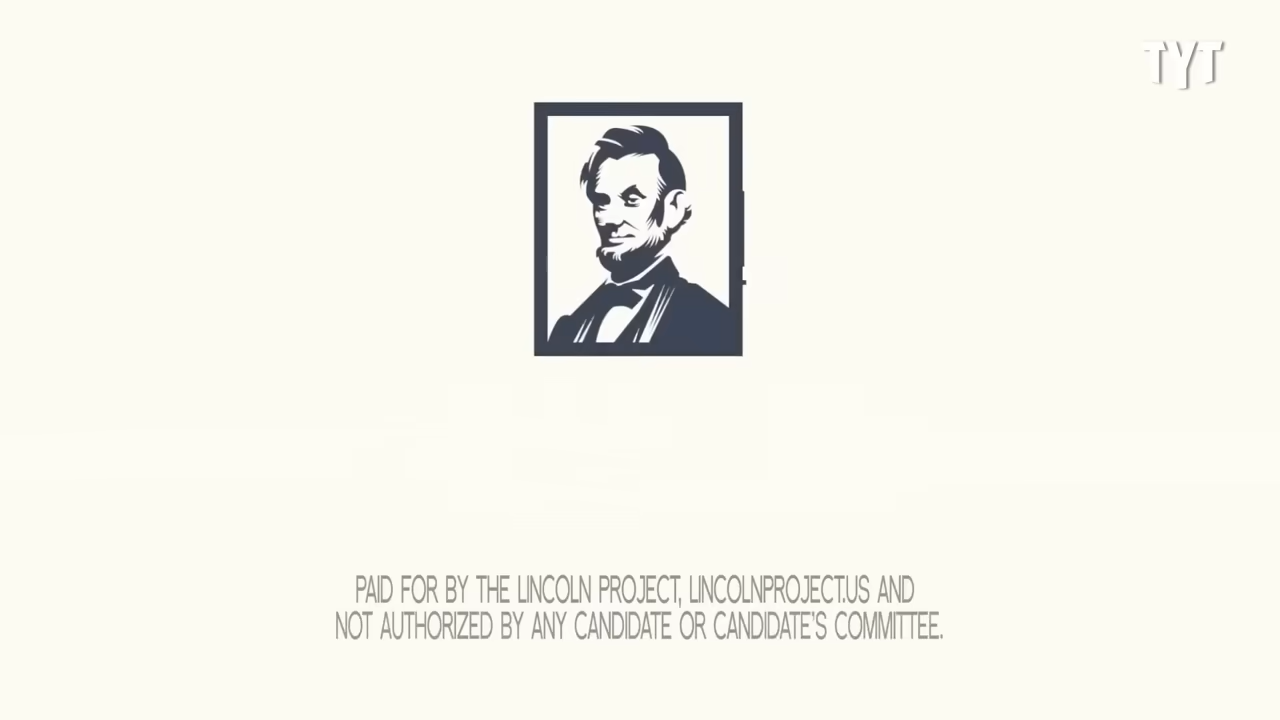 TYT
PAID FOR BY THE LINCOLN PROJECT, LINCOLNPROJECT.US AND
NOT AUTHORIZED BY ANY CANDIDATE OR CANDIDATE'S COMMITTEE.